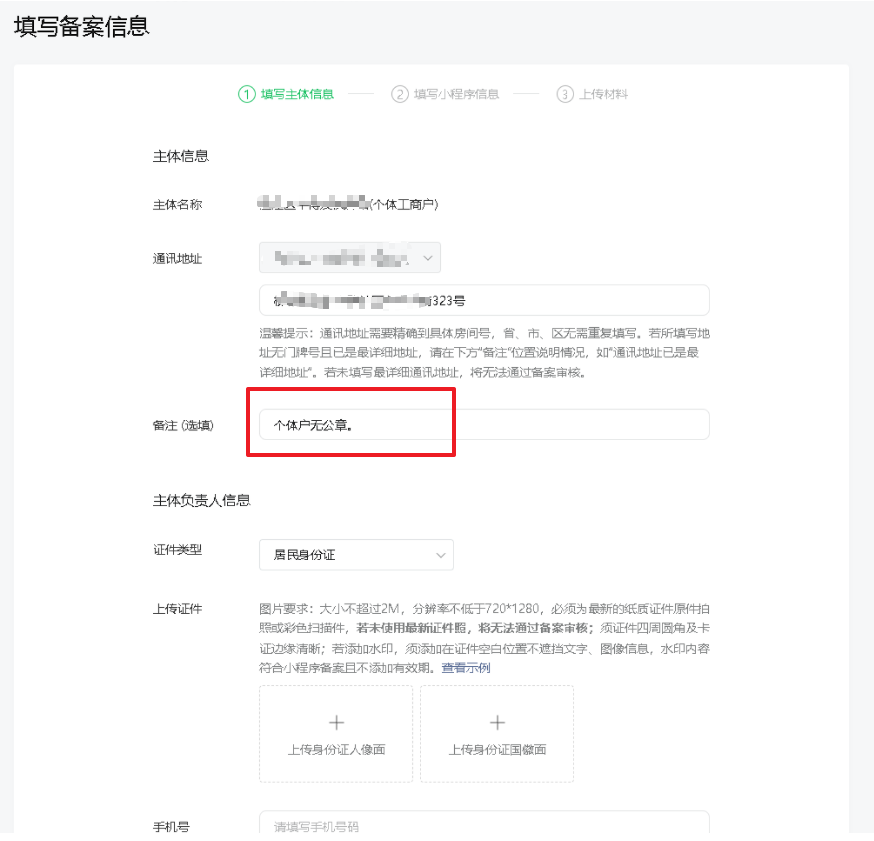 填写备案信息
1 填写主体信息 2 填写小程序信息 3 上传材料
主体信息
主体名称
(个体工商户)
通讯地址
323号
温馨提示：通讯地址需要精确到具体房间号，省、市、区无需重复填写。若所填写地
址无门牌号且已是最详细地址，请在下方"备注"位置说明情况，如"通讯地址已是最
详细地址"。若未填写最详细通讯地址，将无法通过备案审核。
备注 (选填)
个体户无公章。
主体负责人信息
证件类型
居民身份证
上传证件
图片要求：大小不超过2M，分辨率不低于720*1280，必须为最新的纸质证件原件拍
照或彩色扫描件，若未使用最新证件照，将无法通过备案审核；须证件四周圆角及卡
证边缘清晰；若添加水印，须添加在证件空白位置不遮挡文字、图像信息，水印内容
符合小程序备案且不添加有效期。查看示例
上传身份证人像面
上传身份证国徽面
手机号
请填写手机号码